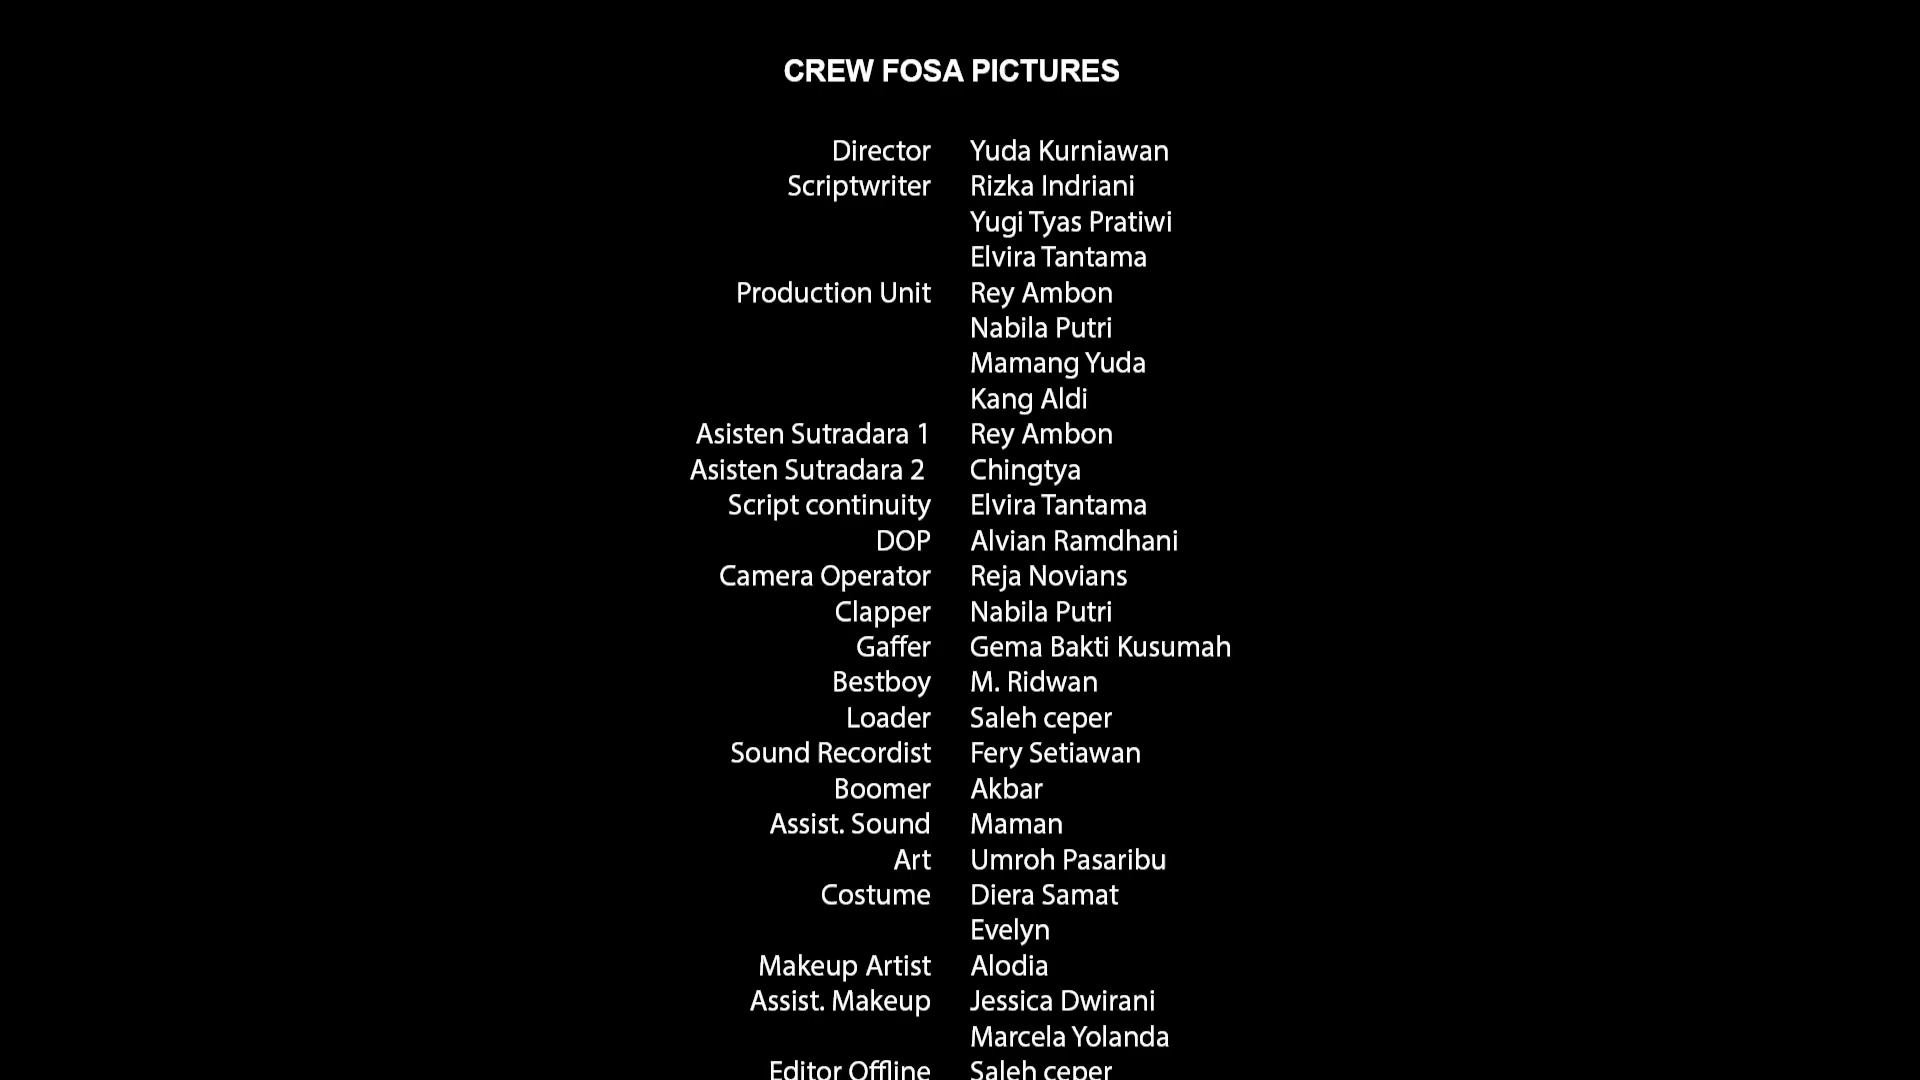 CREW FOSA PICTURES
Director Yuda Kurniawan
Scriptwriter Rizka Indriani
Yugi Tyas Pratiwi
Elvira Tantama
Production Unit Rey Ambon
Nabila Putri
Mamang Yuda
Kang Aldi
Asisten Sutradara 1 Rey Ambon
Asisten Sutradara 2 Chingtya
Script continuity Elvira Tantama
DOP Alvian Ramdhani
Camera Operator Reja Novians
Clapper Nabila Putri
Gaffer Gema Bakti Kusumah
Bestboy M. Ridwan
Loader Saleh ceper
Sound Recordist Fery Setiawan
Boomer Akbar
Assist. Sound Maman
Art Umroh Pasaribu
Costume Diera Samat
Evelyn
Makeup Artist Alodia
Assist. Makeup Jessica Dwirani
Marcela Yolanda
Editor Offline Saleh ceper